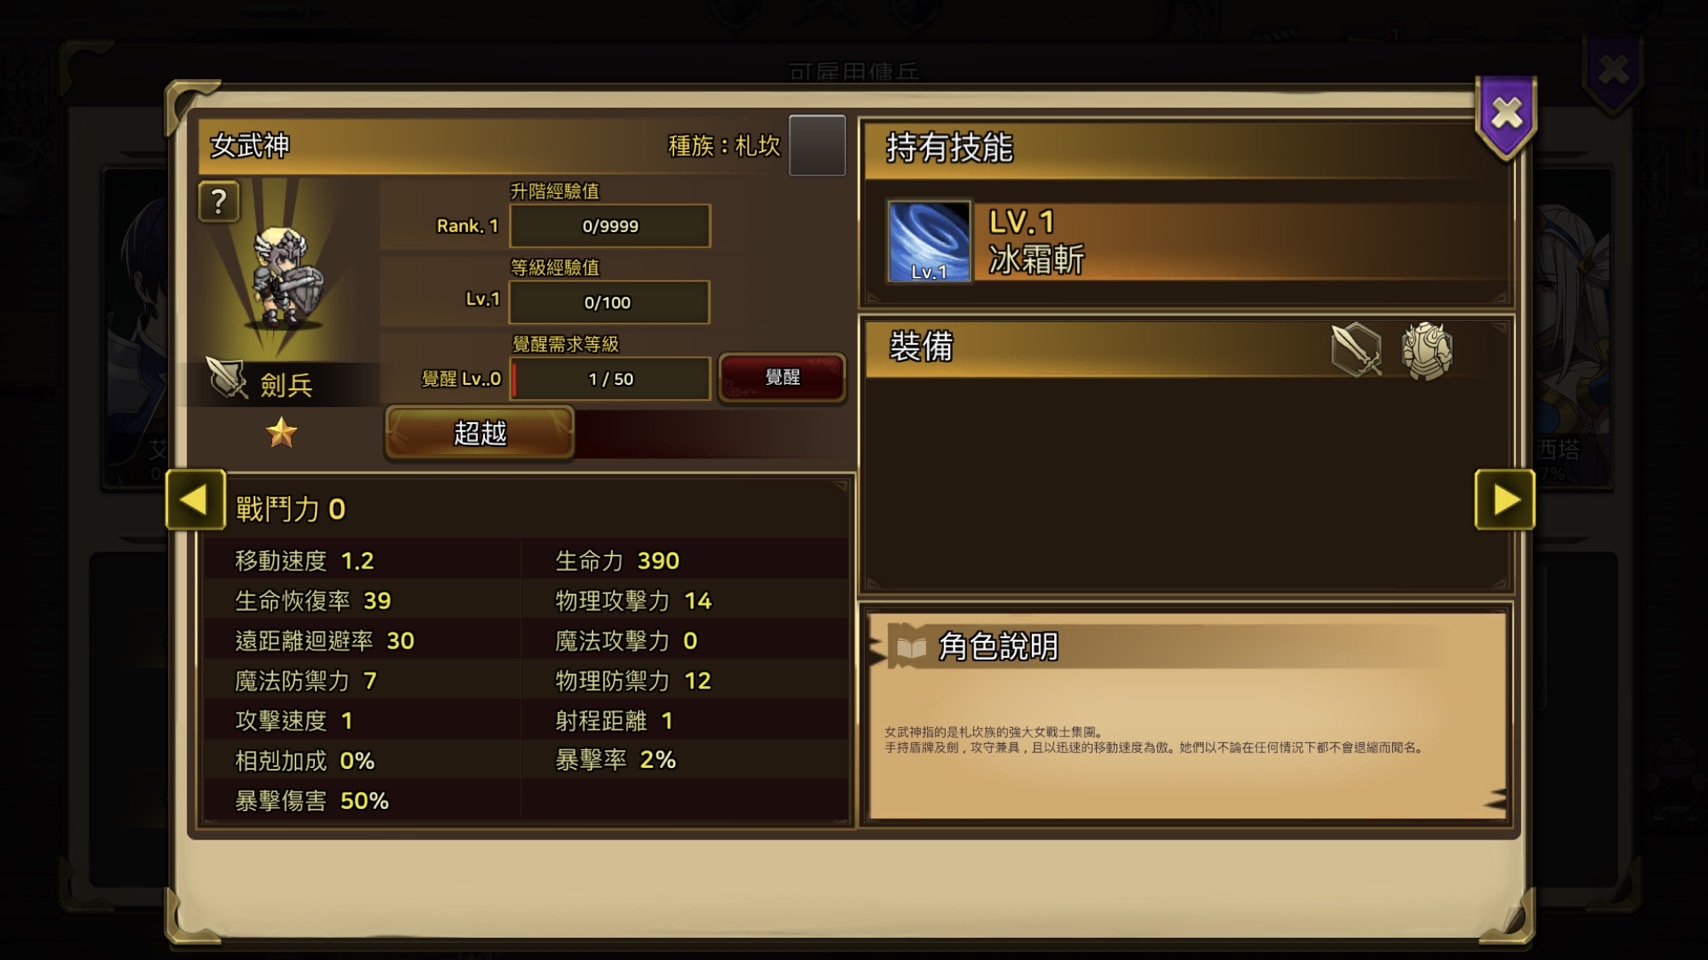 可雇用傭兵
女武神
種族:札坎
?
升階經驗值
Rank. 1
0/9999
等級經驗值
Lv.1
0/100
覺醒需求等級
覺醒 Lv..0
1 / 50
覺醒
劍兵
超越
戰鬥力 0
移動速度 1.2
生命力 390
生命恢復率 39
物理攻擊力 14
遠距離迴避率 30
魔法攻擊力 0
魔法防禦力 7
物理防禦力 12
攻擊速度 1
射程距離 1
相剋加成 0%
暴擊率 2%
暴擊傷害 50%
持有技能
Lv.1
LV.1
冰霜斬
裝備
角色說明
女武神指的是札坎族的強大女戰士集團。
手持盾牌及劍，攻守兼具，且以迅速的移動速度為傲。她們以不論在任何情況下都不會退縮而聞名。
西塔
7%